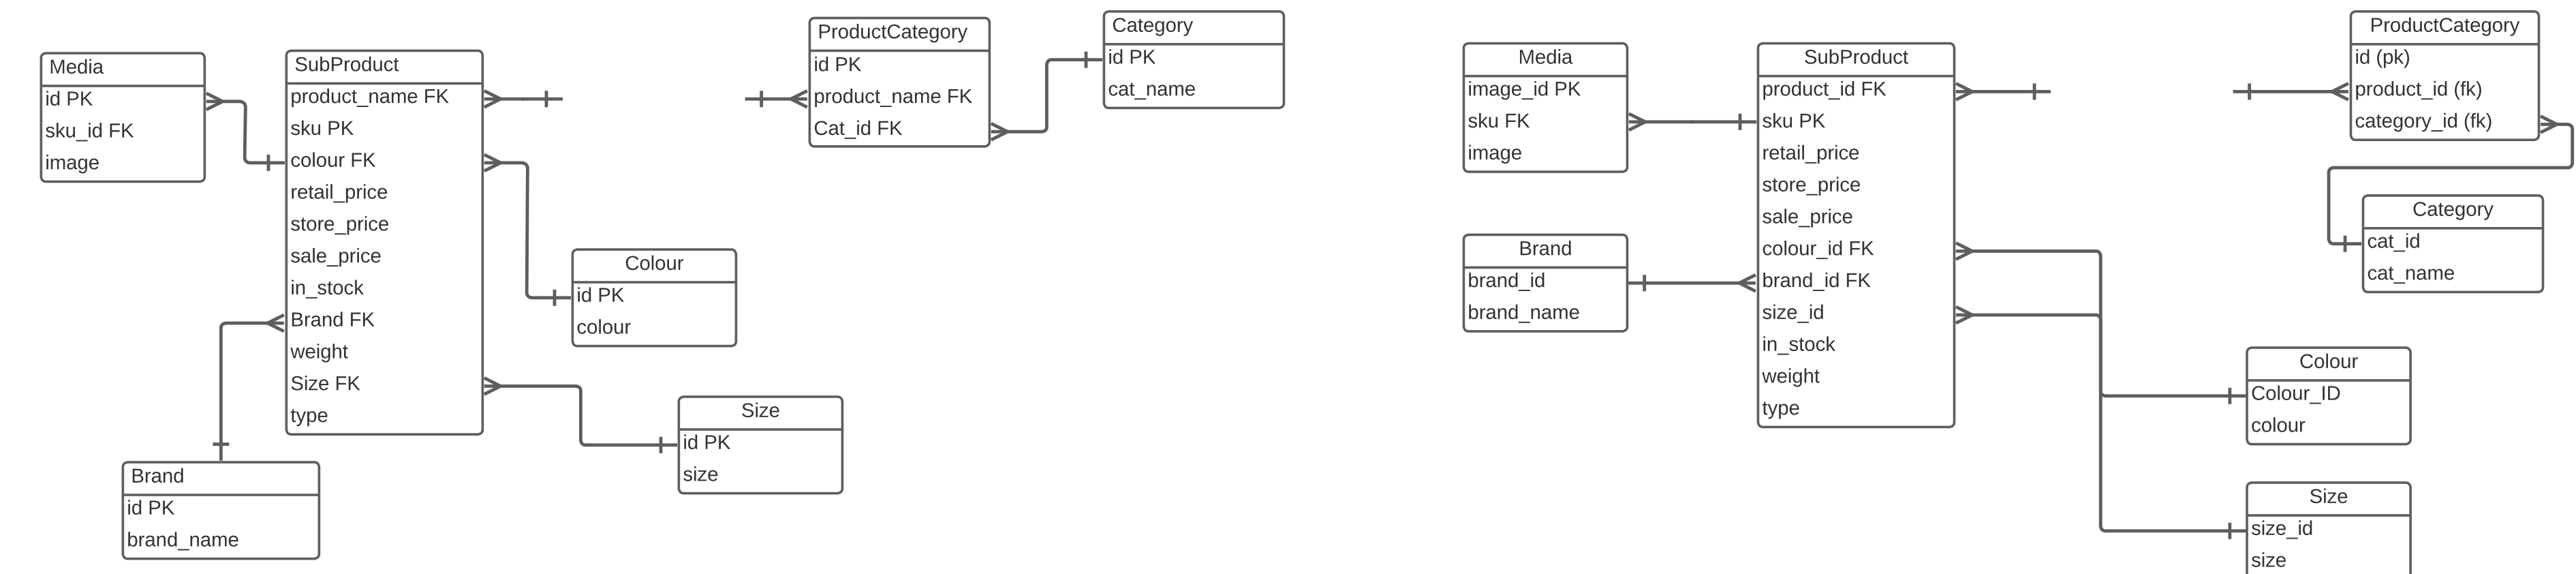 Media
id PK
sku_id FK
image
SubProduct
product_name FK
sku PK
colour FK
retail_price
store_price
sale_price
in_stock
Brand FK
weight
Size FK
type
Brand
id PK
brand_name
Colour
id PK
colour
Size
id PK
size
ProductCategory
id PK
product_name FK
Cat_id FK
Category
id PK
cat_name
Media
image_id PK
sku FK
image
Brand
brand_id
brand_name
SubProduct
product_id FK
sku PK
retail_price
store_price
sale_price
colour_id FK
brand_id FK
size_id
in_stock
weight
type
ProductCategory
id (pk)
product_id (fk)
category_id (fk)
Category
cat_id
cat_name
Colour
Colour_ID
colour
Size
size_id
size